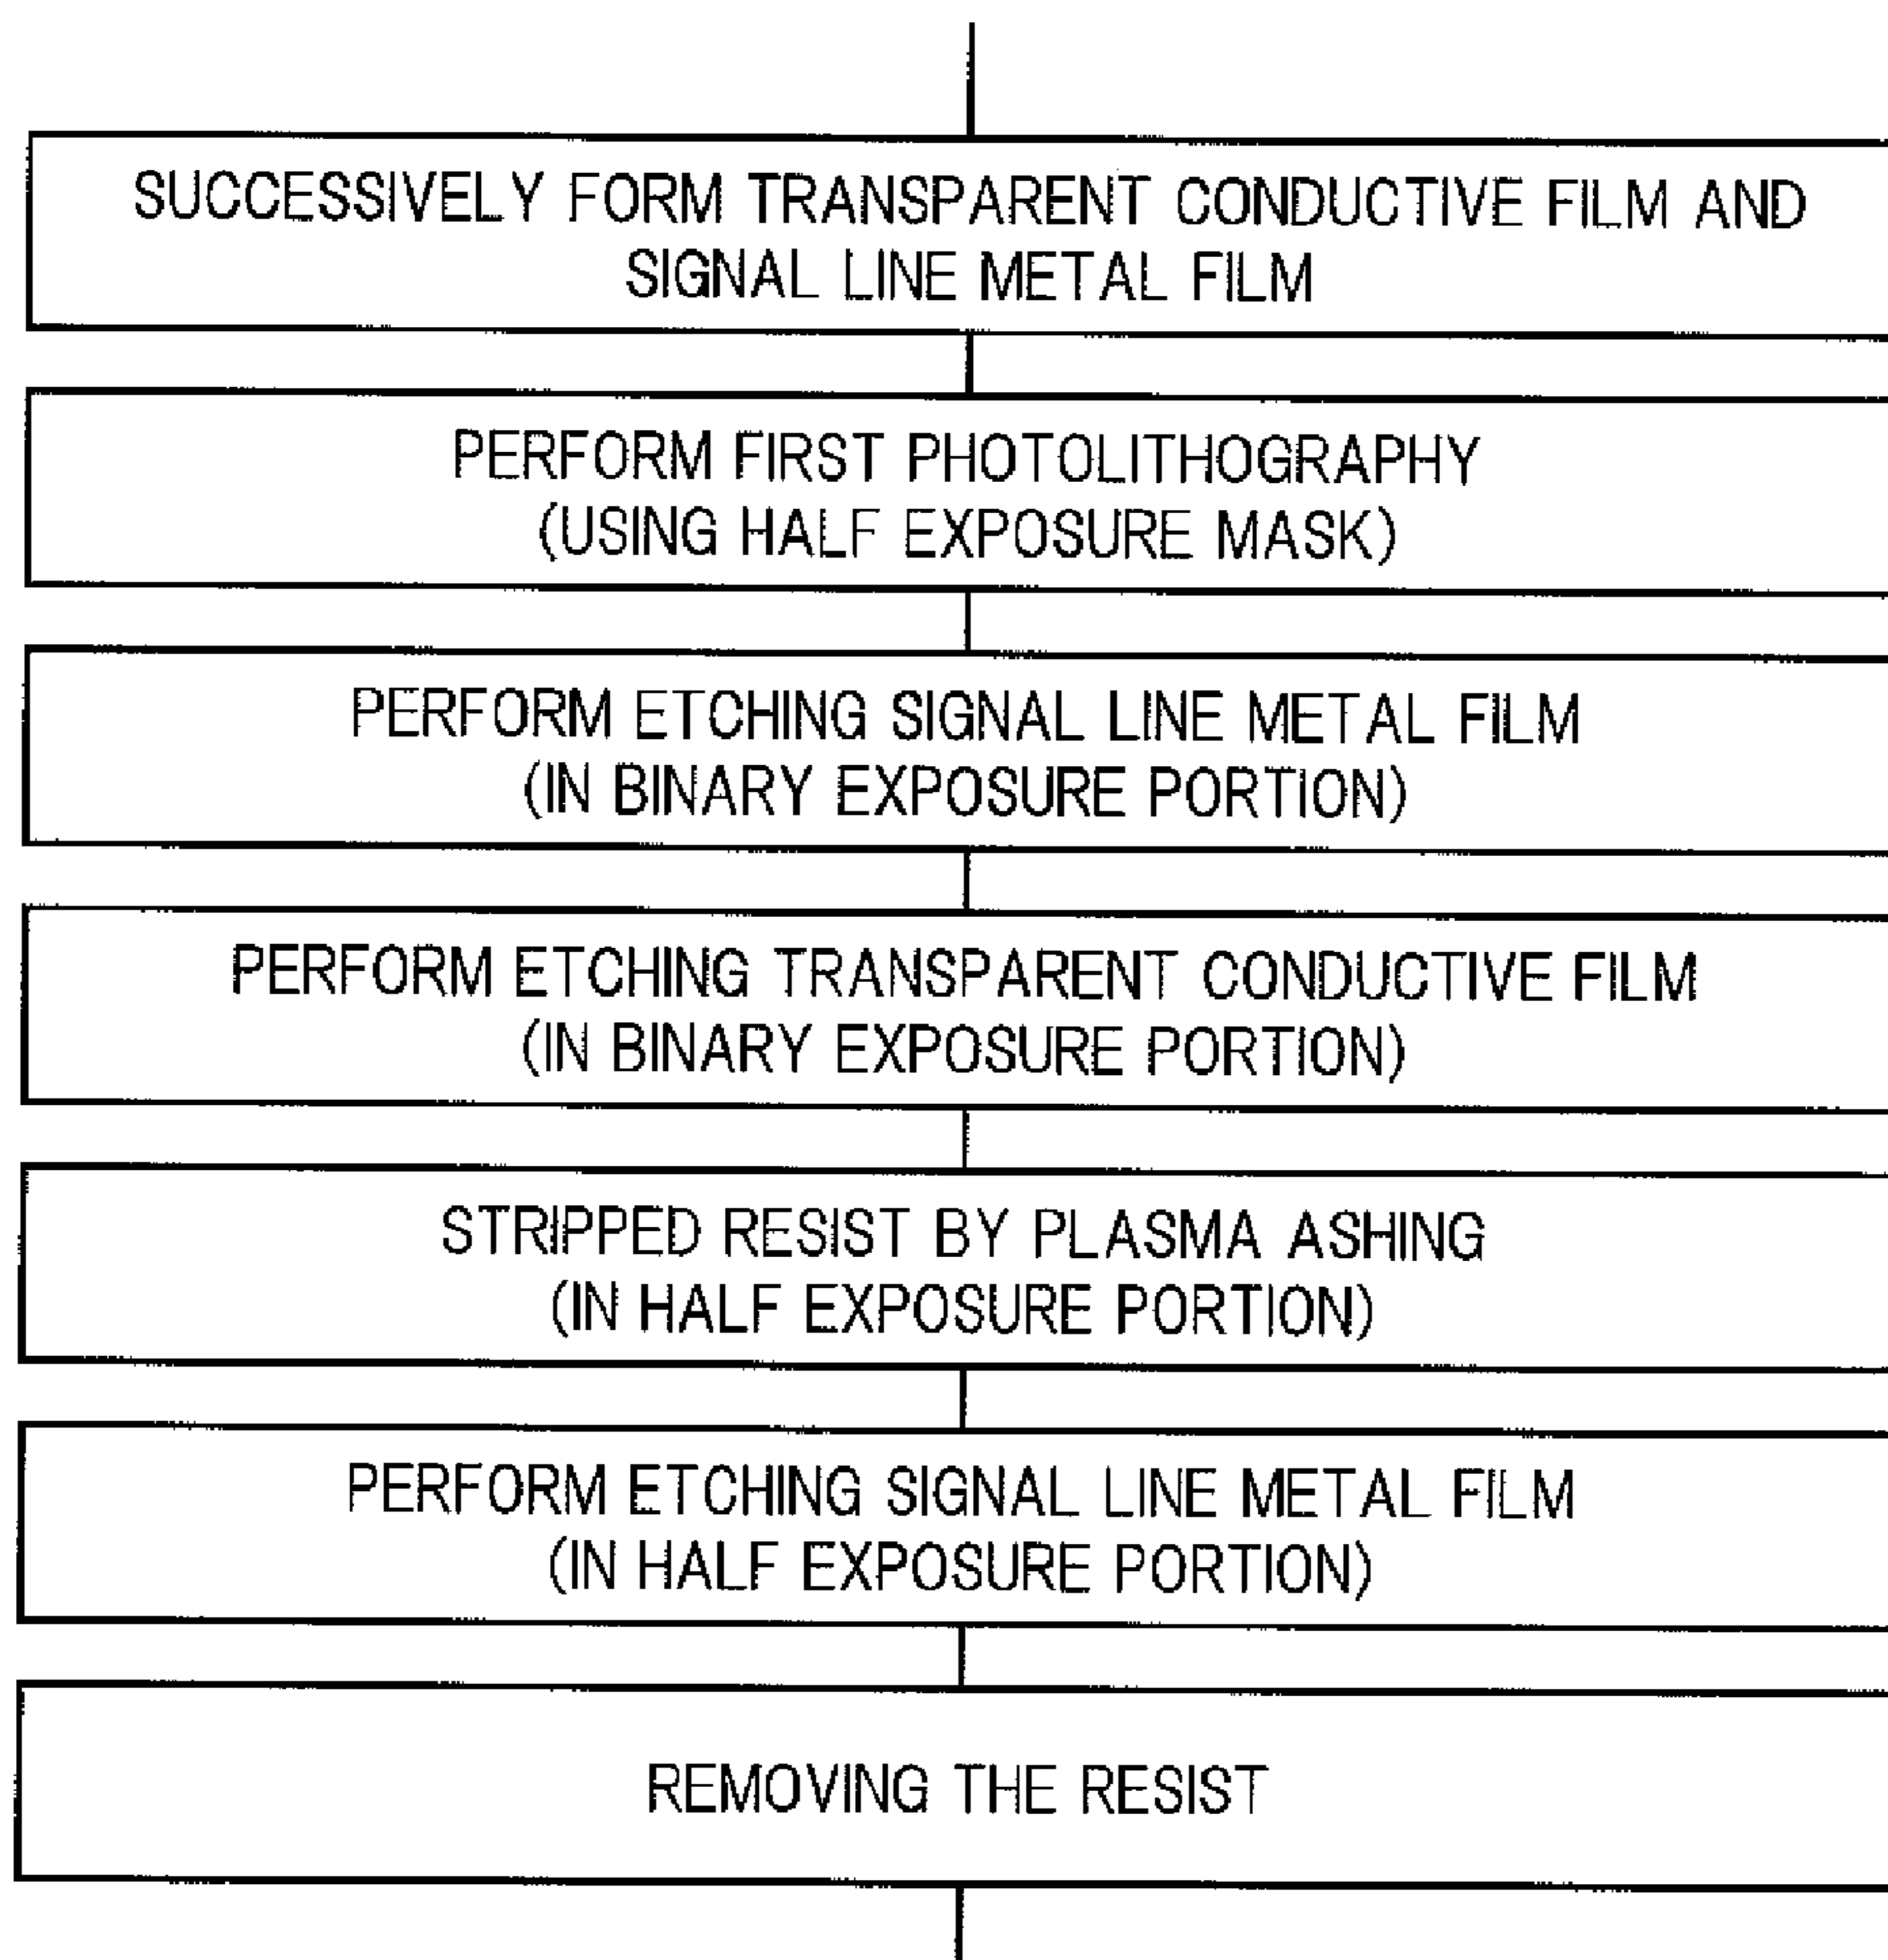 SUCCESSIVELY FORM TRANSPARENT CONDUCTIVE FILM AND
SIGNAL LINE METAL FILM
PERFORM FIRST PHOTOLITHOGRAPHY
(USING HALF EXPOSURE MASK)
PERFORM ETCHING SIGNAL LINE METAL FILM
(IN BINARY EXPOSURE PORTION)
PERFORM ETCHING TRANSPARENT CONDUCTIVE FILM
(IN BINARY EXPOSURE PORTION)
STRIPPED RESIST BY PLASMA ASHING
(IN HALF EXPOSURE PORTION)
PERFORM ETCHING SIGNAL LINE METAL FILM
(IN HALF EXPOSURE PORTION)
REMOVING THE RESIST